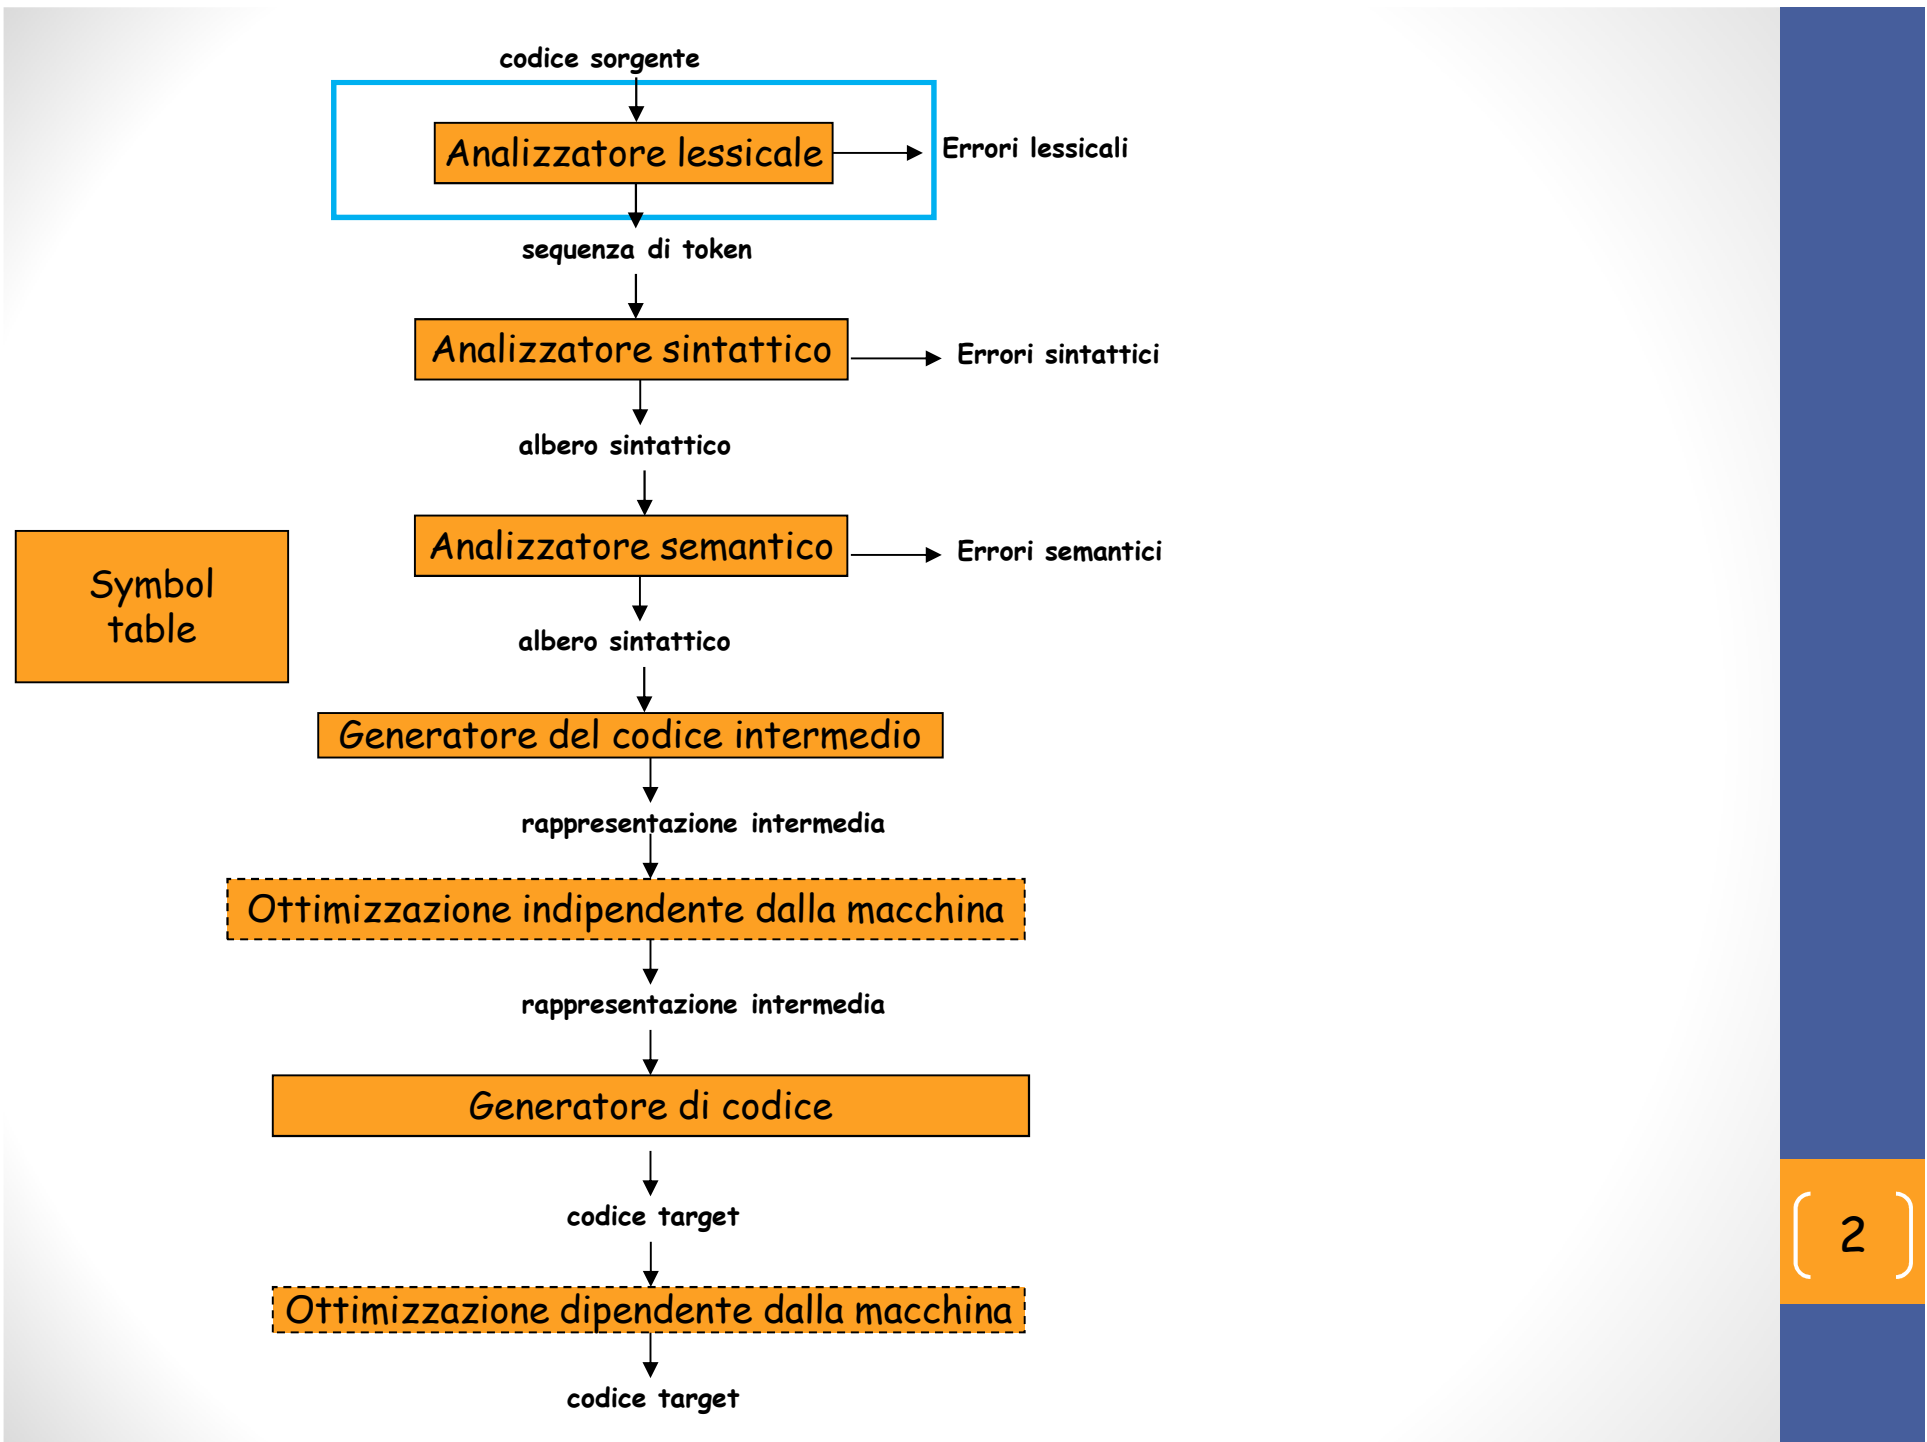 codice sorgente
Analizzatore lessicale
Errori lessicali
sequenza di token
Analizzatore sintattico
Errori sintattici
albero sintattico
Analizzatore semantico
Errori semantici
Symbol
table
albero sintattico
Generatore del codice intermedio
rappresentazione intermedia
Ottimizzazione indipendente dalla macchina
rappresentazione intermedia
Generatore di codice
codice target
2
Ottimizzazione dipendente dalla macchina
codice target